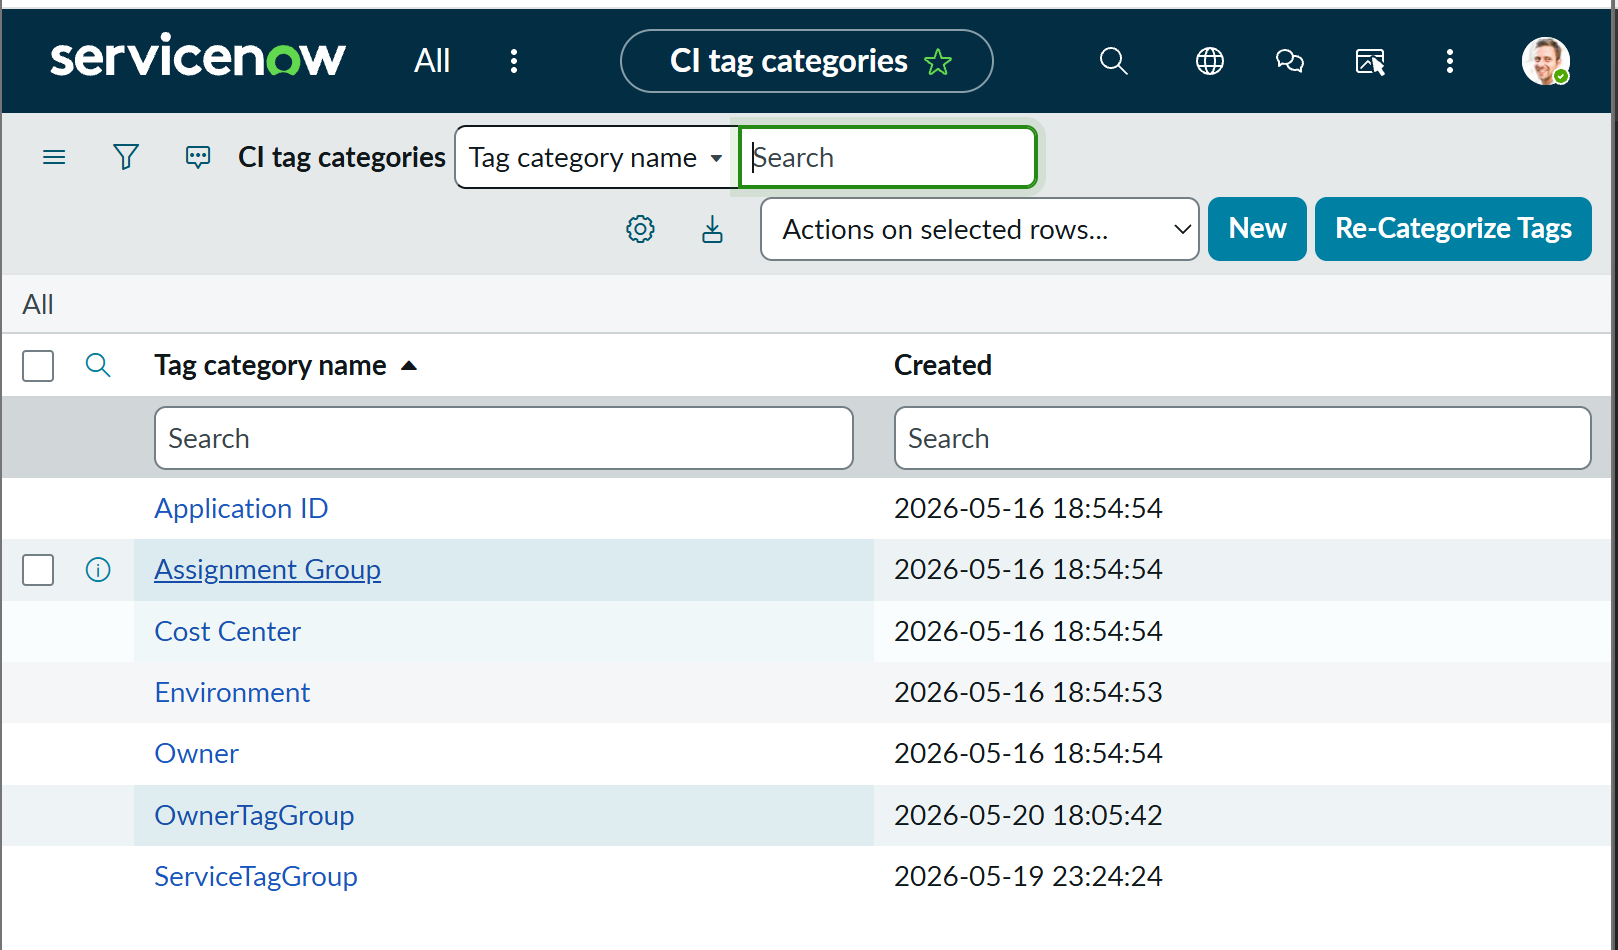 servicenow All CI tag categories
CI tag categories Tag category name Search
Actions on selected rows... New Re-Categorize Tags
All
Tag category name Created
Search Search
Application ID 2026-05-16 18:54:54
Assignment Group 2026-05-16 18:54:54
Cost Center 2026-05-16 18:54:54
Environment 2026-05-16 18:54:53
Owner 2026-05-16 18:54:54
OwnerTagGroup 2026-05-20 18:05:42
ServiceTagGroup 2026-05-19 23:24:24